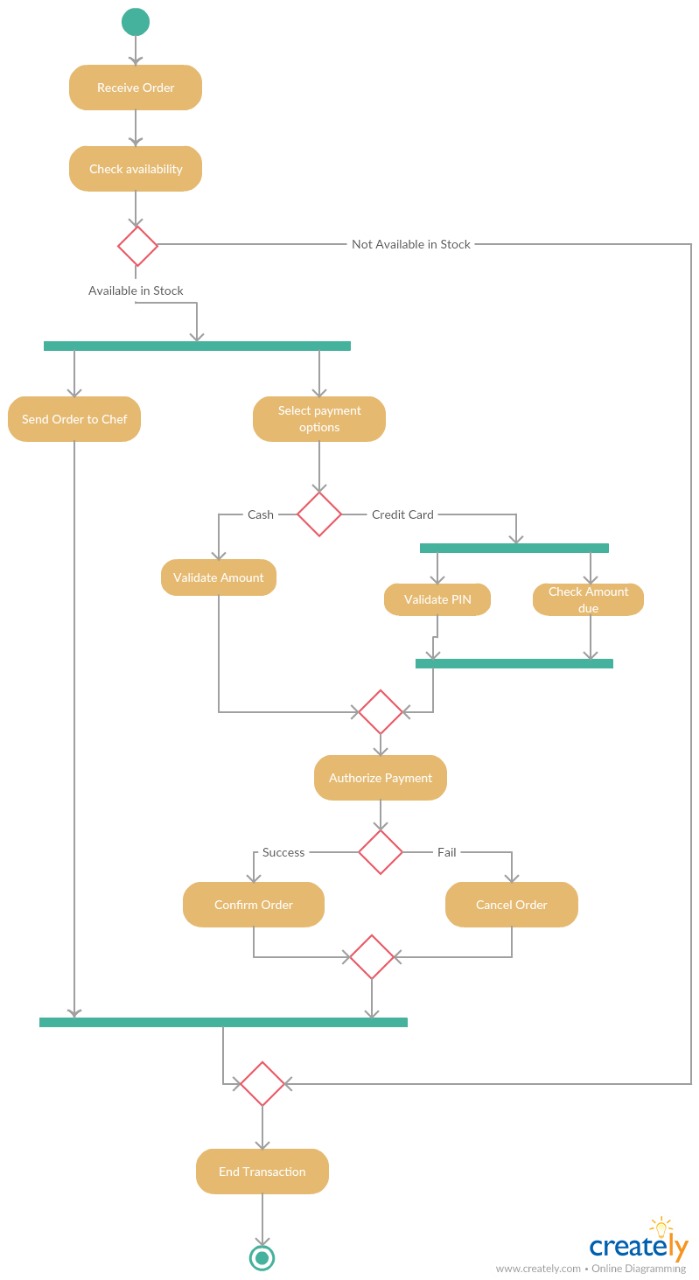 Receive Order
Check availability
Not Available in Stock
Available in Stock
Send Order to Chef
Select payment
options
Cash
Credit Card
Validate Amount
Validate PIN
Check Amount
due
Authorize Payment
Success
Fail
Confirm Order
Cancel Order
End Transaction
creately
www.creately.com • Online Diagramming